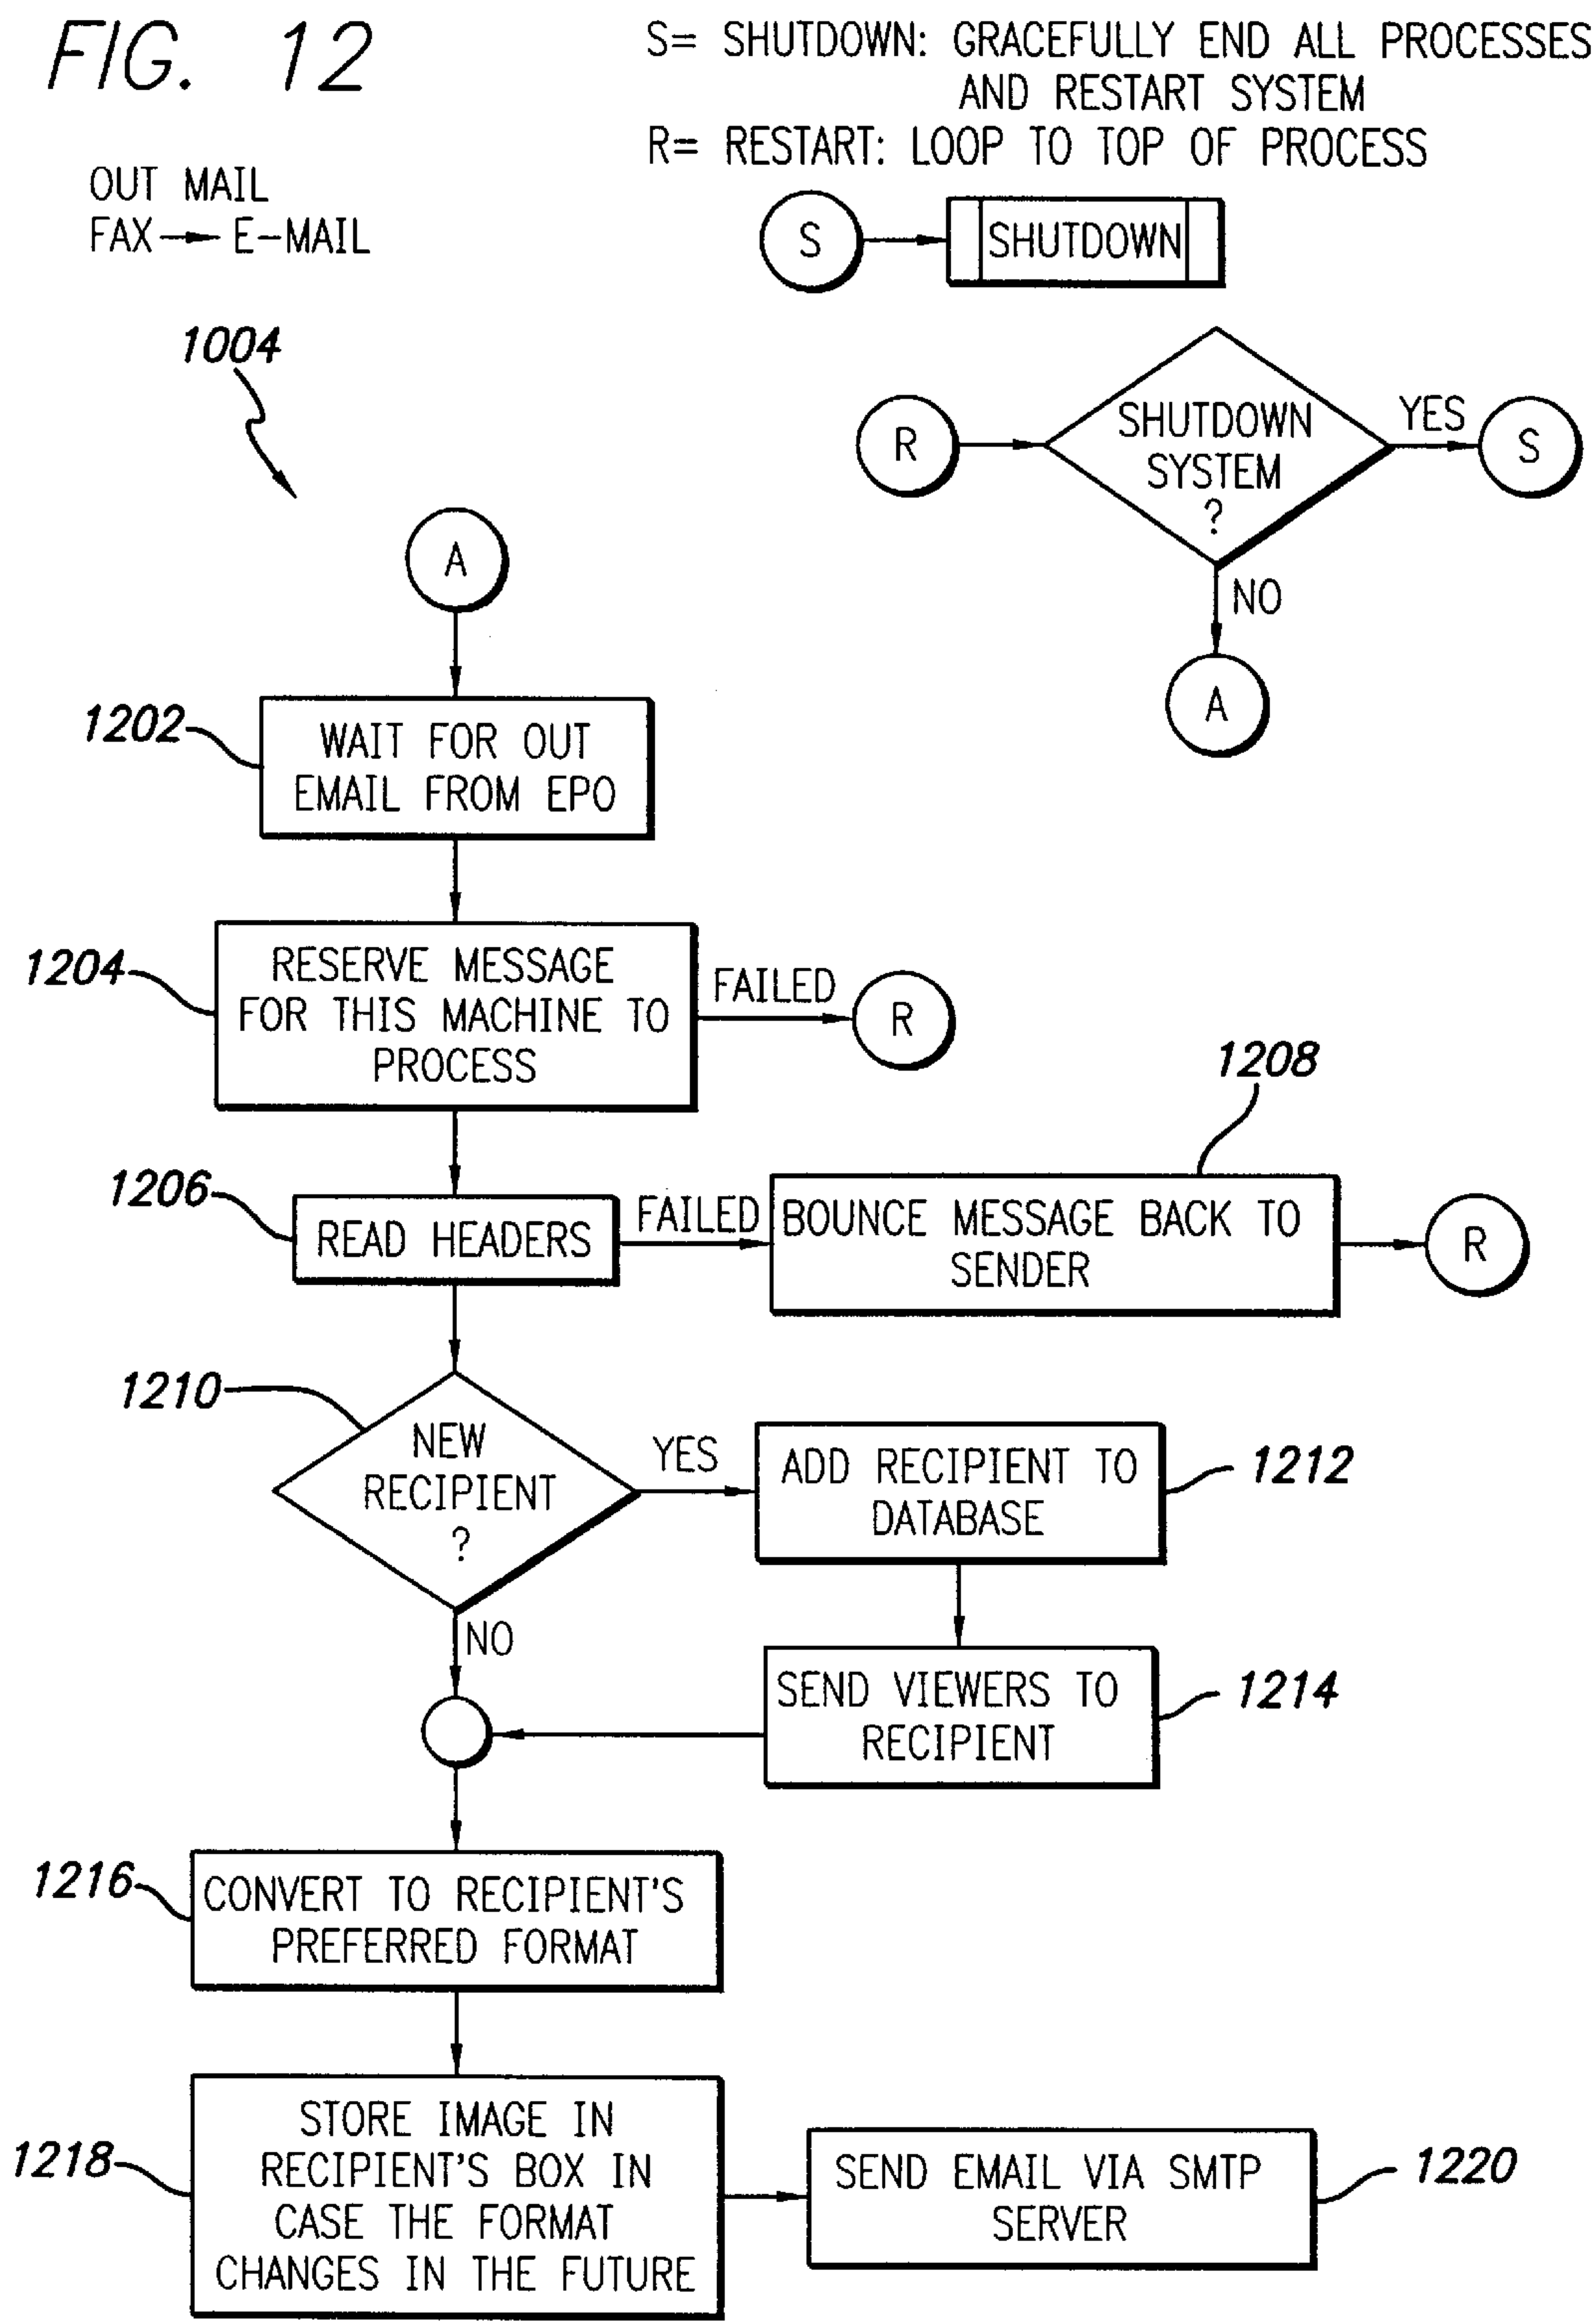 FIG. 12
S= SHUTDOWN: GRACEFULLY END ALL PROCESSES
AND RESTART SYSTEM
R= RESTART: LOOP TO TOP OF PROCESS
OUT MAIL
FAX → E-MAIL
S
SHUTDOWN
1004
R
SHUTDOWN
SYSTEM
?
YES
S
NO
A
A
1202
WAIT FOR OUT
EMAIL FROM EPO
1204
RESERVE MESSAGE
FOR THIS MACHINE TO
PROCESS
FAILED
R
1206
READ HEADERS
FAILED
1208
BOUNCE MESSAGE BACK TO
SENDER
R
1210
NEW
RECIPIENT
?
YES
ADD RECIPIENT TO
DATABASE
1212
NO
SEND VIEWERS TO
RECIPIENT
1214
1216
CONVERT TO RECIPIENT'S
PREFERRED FORMAT
1218
STORE IMAGE IN
RECIPIENT'S BOX IN
CASE THE FORMAT
CHANGES IN THE FUTURE
SEND EMAIL VIA SMTP
SERVER
1220